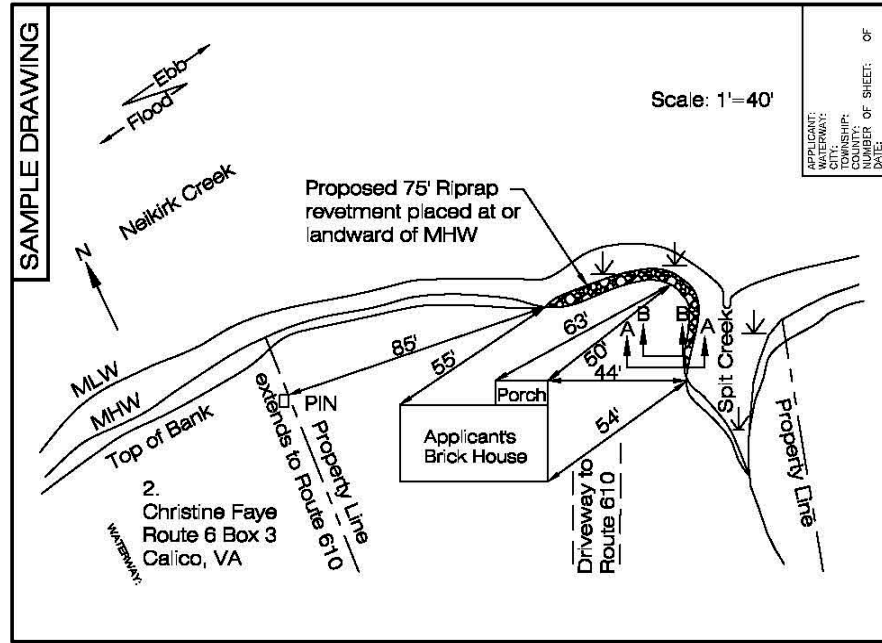 SAMPLE DRAWING
Ebb
Flood
Scale: 1'=40'
APPLICANT:
WATERWAY:
CITY:
TOWNSHIP:
COUNTY:
NUMBER OF SHEET: OF
DATE:
Nelkirk Creek
N
Proposed 75' Riprap
revetment placed at or
landward of MHW
85'
55'
63'
50'
44'
54'
A
B
B
A
Spit Creek
MLW
MHW
Top of Bank
PIN
Property Line
extends to Route 610
Porch
Applicant's
Brick House
Driveway to
Route 610
Property Line
2.
Christine Faye
Route 6 Box 3
Calico, VA
WATERWAY: